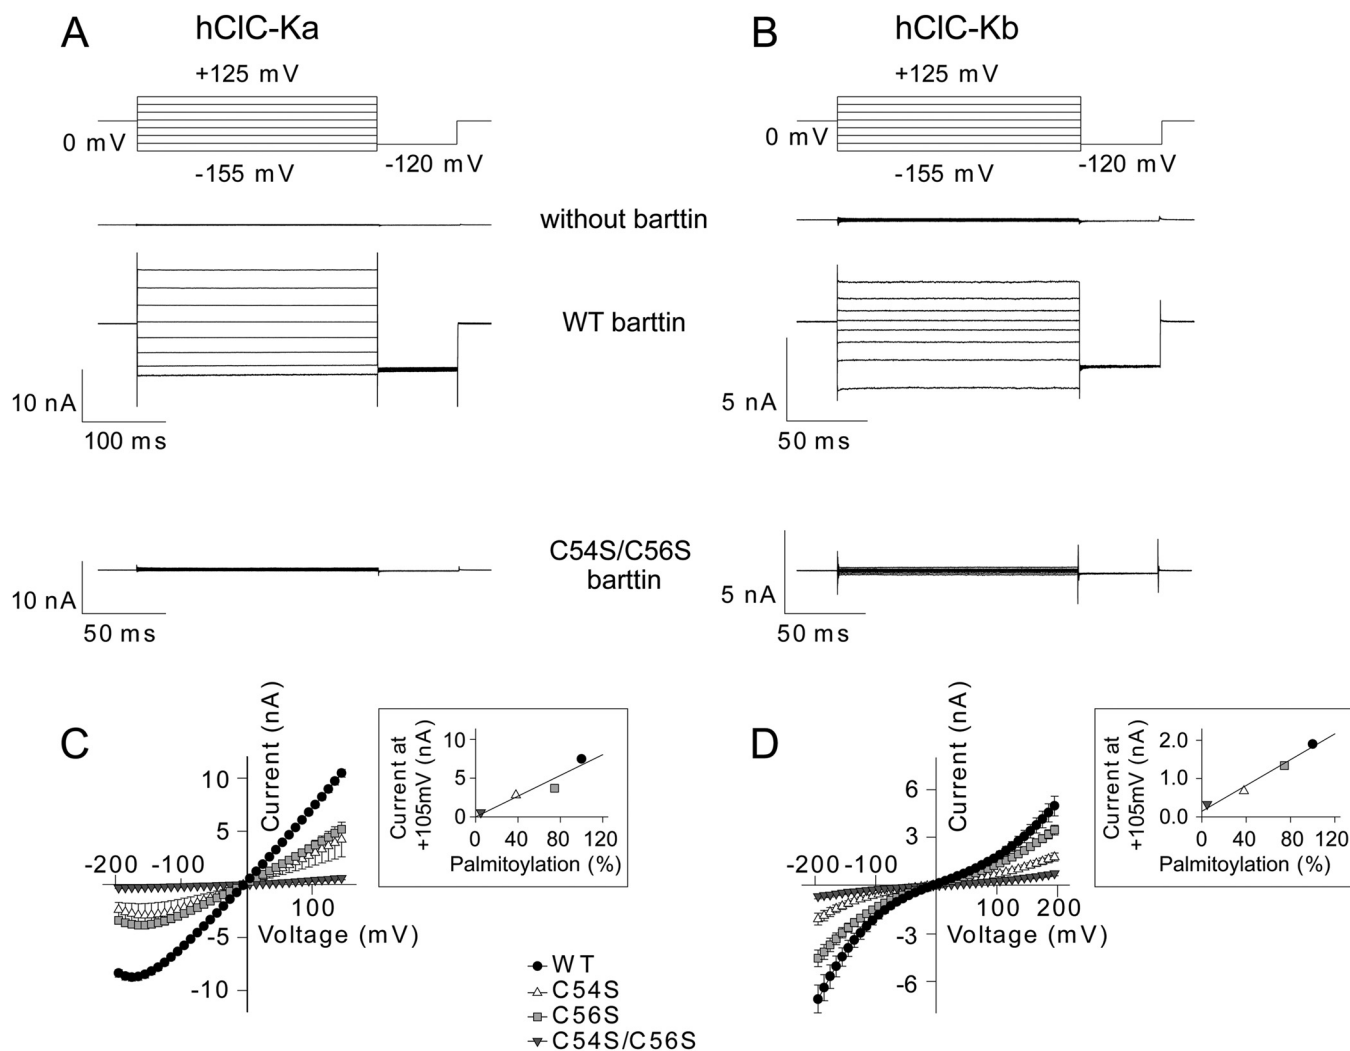 A
hClC-Ka
+125 mV
0 mV
-155 mV
-120 mV
B
hClC-Kb
+125 mV
0 mV
-155 mV
-120 mV
without barttin
WT barttin
10 nA
100 ms
5 nA
50 ms
C54S/C56S
barttin
10 nA
50 ms
5 nA
50 ms
C
Current (nA)
10
5
-200
-100
100
-5
-10
Voltage (mV)
Current at
+105mV (nA)
10
5
0
0
40
80
120
Palmitoylation (%)
WT
C54S
C56S
C54S/C56S
D
Current (nA)
6
3
-200
-100
100
200
-3
-6
Voltage (mV)
Current at
+105mV (nA)
2.0
1.0
0.0
0
40
80
120
Palmitoylation (%)